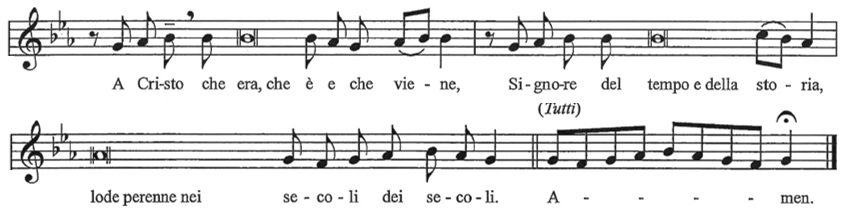 A Cri-sto che era, che è e che vie - ne, Si-gno-re del tempo e della sto - ria,
(Tutti)
lode perenne nei se - co - li dei se - co - li. A - - - - men.